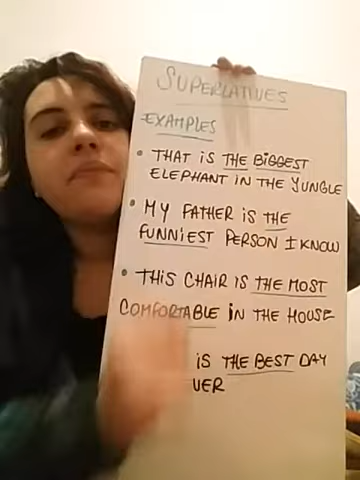 SUPERLATIVES
EXAMPLES
• THAT iS THE BiGGEST
ELEPHANT iN THE JUNGLE
• MY FATHER iS THE
FUNNiEST PERSON I KNOW
• THiS CHAiR iS THE MOST
COMFORTABLE iN THE HOUSE
iS THE BEST DAY